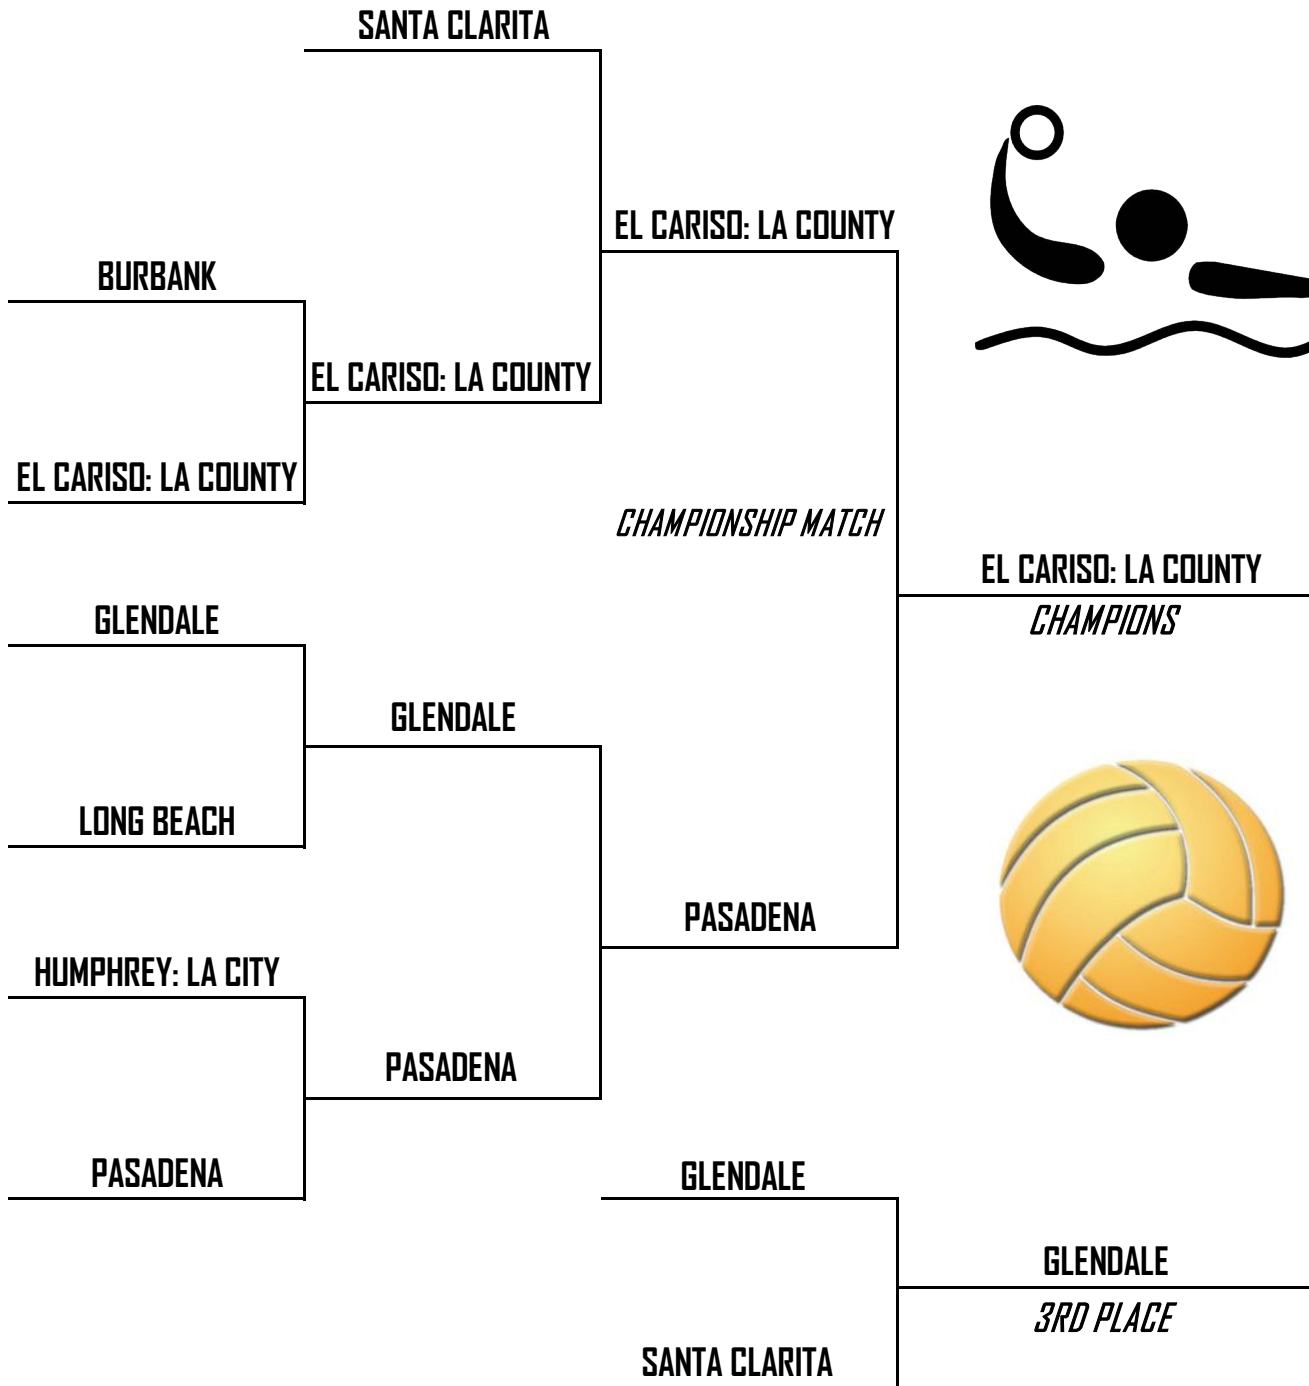 SANTA CLARITA
EL CARISO: LA COUNTY
BURBANK
EL CARISO: LA COUNTY
EL CARISO: LA COUNTY
CHAMPIONSHIP MATCH
EL CARISO: LA COUNTY
CHAMPIONS
GLENDALE
GLENDALE
LONG BEACH
PASADENA
HUMPHREY: LA CITY
PASADENA
PASADENA
GLENDALE
GLENDALE
3RD PLACE
SANTA CLARITA